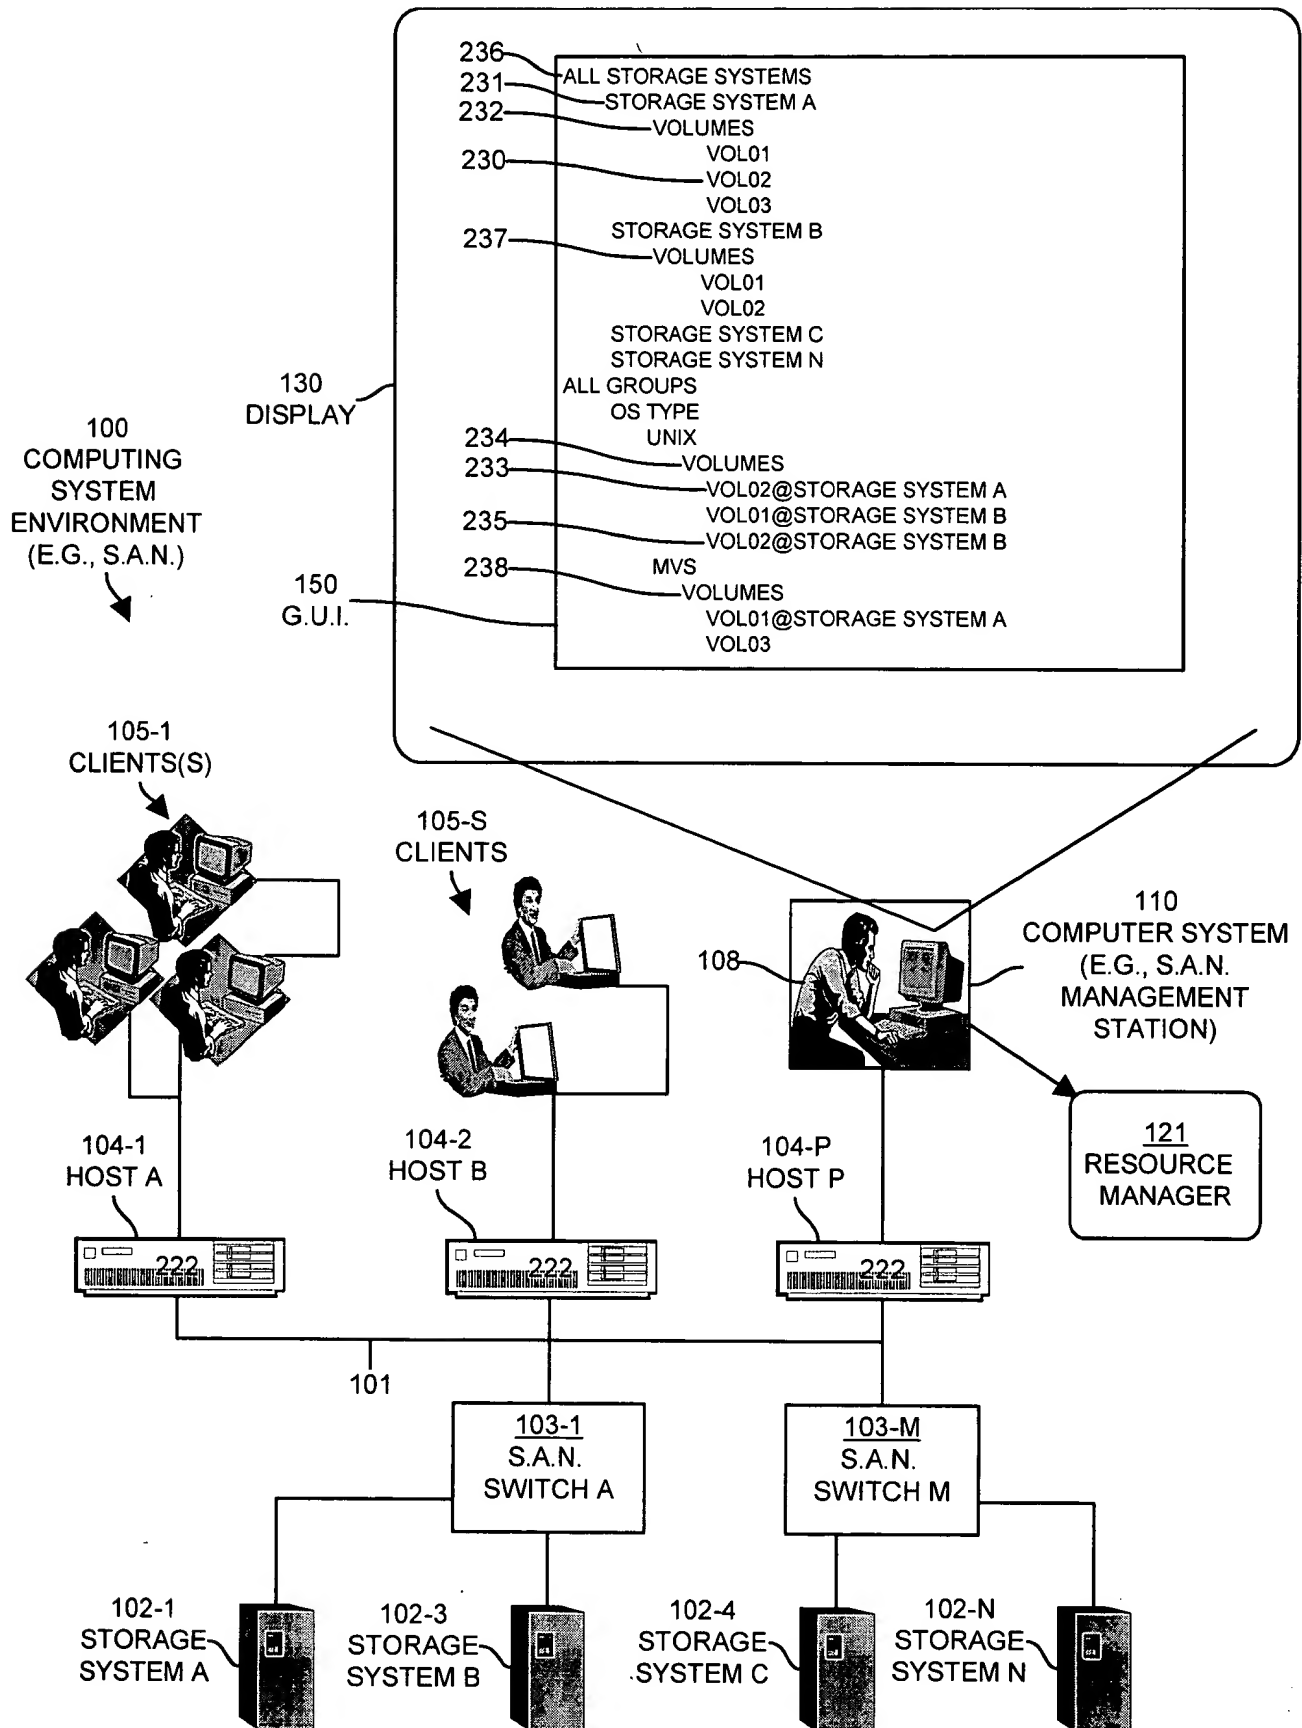 236
ALL STORAGE SYSTEMS
231
STORAGE SYSTEM A
232
VOLUMES
VOL01
230
VOL02
VOL03
STORAGE SYSTEM B
237
VOLUMES
VOL01
VOL02
STORAGE SYSTEM C
STORAGE SYSTEM N
ALL GROUPS
OS TYPE
UNIX
234
VOLUMES
233
VOL02@STORAGE SYSTEM A
VOL01@STORAGE SYSTEM B
235
VOL02@STORAGE SYSTEM B
MVS
238
VOLUMES
VOL01@STORAGE SYSTEM A
VOL03
130
DISPLAY
100
COMPUTING
SYSTEM
ENVIRONMENT
(E.G., S.A.N.)
150
G.U.I.
105-1
CLIENTS(S)
105-S
CLIENTS
108
110
COMPUTER SYSTEM
(E.G., S.A.N.
MANAGEMENT
STATION)
121
RESOURCE
MANAGER
104-1
HOST A
104-2
HOST B
104-P
HOST P
222
222
222
101
103-1
S.A.N.
SWITCH A
103-M
S.A.N.
SWITCH M
102-1
STORAGE
SYSTEM A
102-3
STORAGE
SYSTEM B
102-4
STORAGE
SYSTEM C
102-N
STORAGE
SYSTEM N